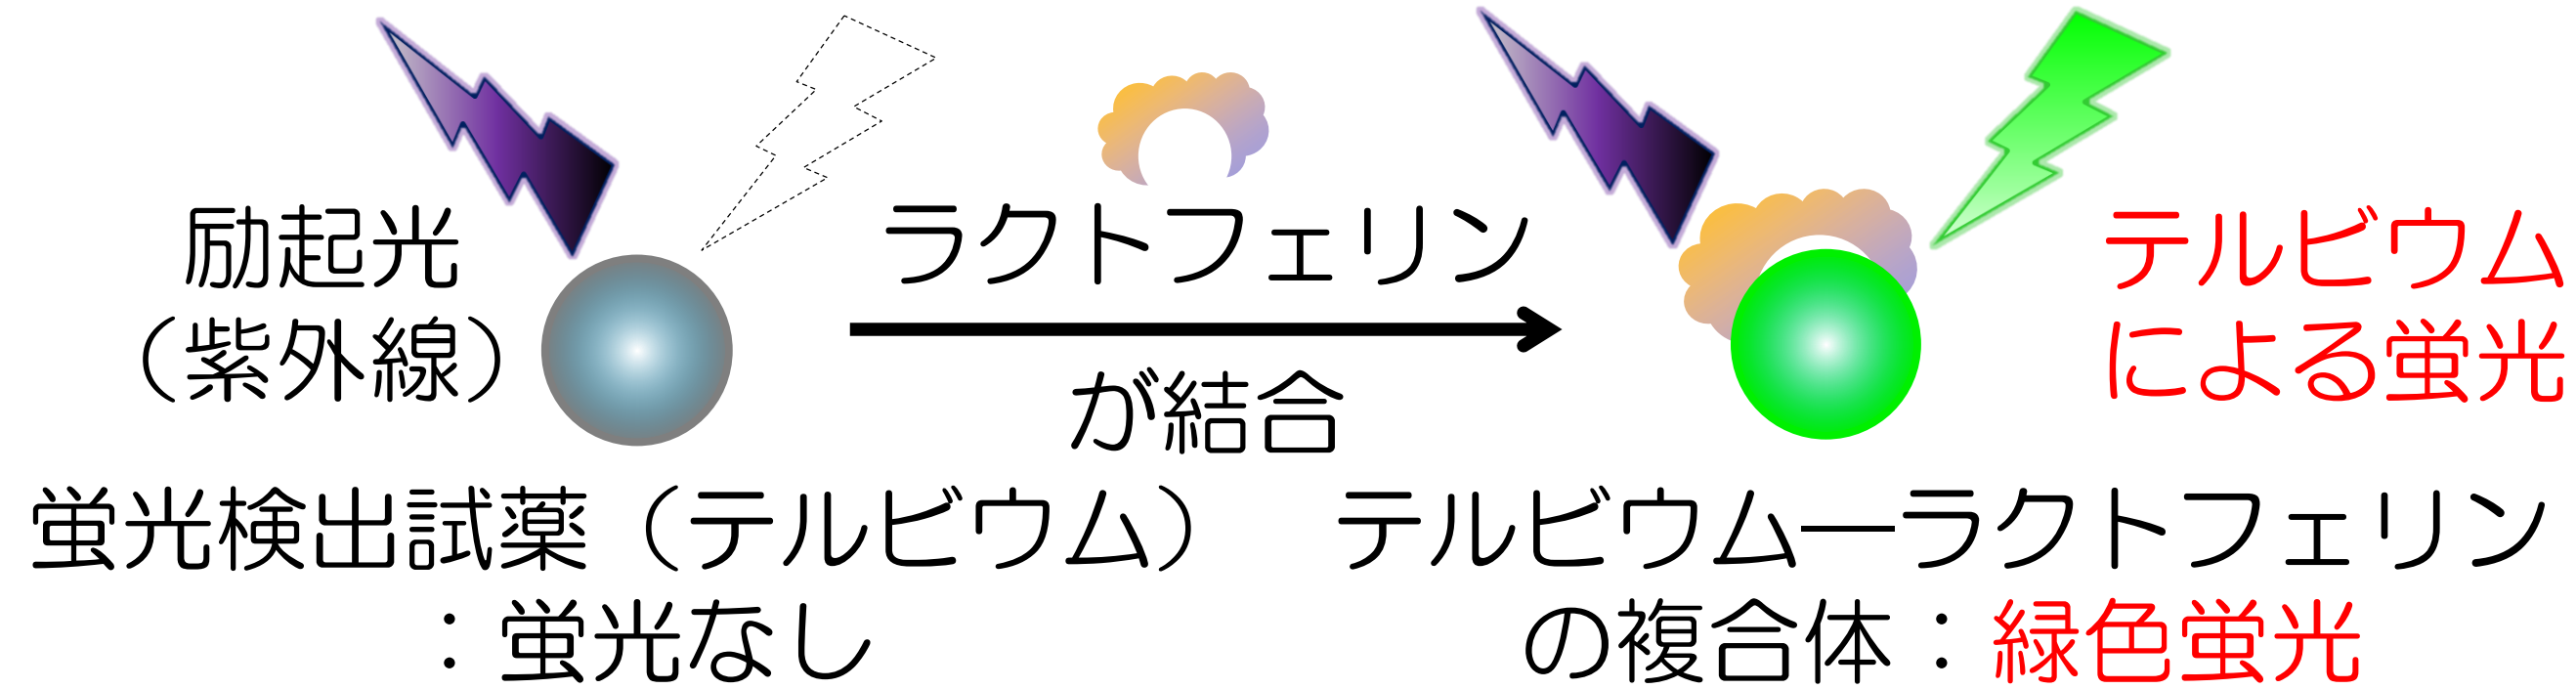 励起光
（紫外線）
ラクトフェリン
が結合
テルビウム
による蛍光
蛍光検出試薬（テルビウム）
：蛍光なし
テルビウム―ラクトフェリン
の複合体：緑色蛍光